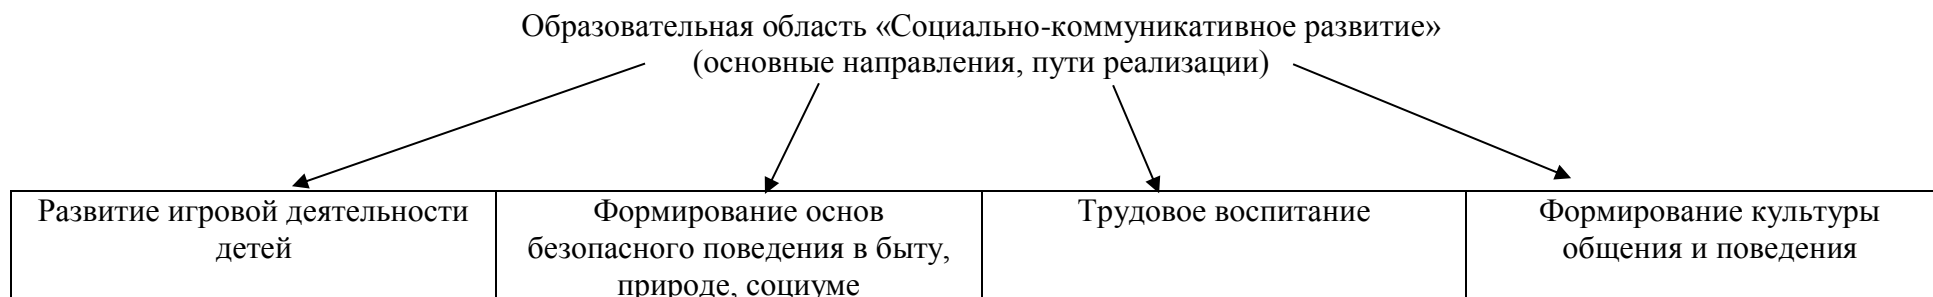 Образовательная область «Социально-коммуникативное развитие»
(основные направления, пути реализации)
Развитие игровой деятельности
детей
Формирование основ
безопасного поведения в быту,
природе, социуме
Трудовое воспитание
Формирование культуры
общения и поведения